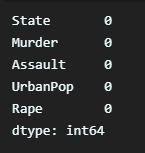 State 0
Murder 0
Assault 0
UrbanPop 0
Rape 0
dtype: int64